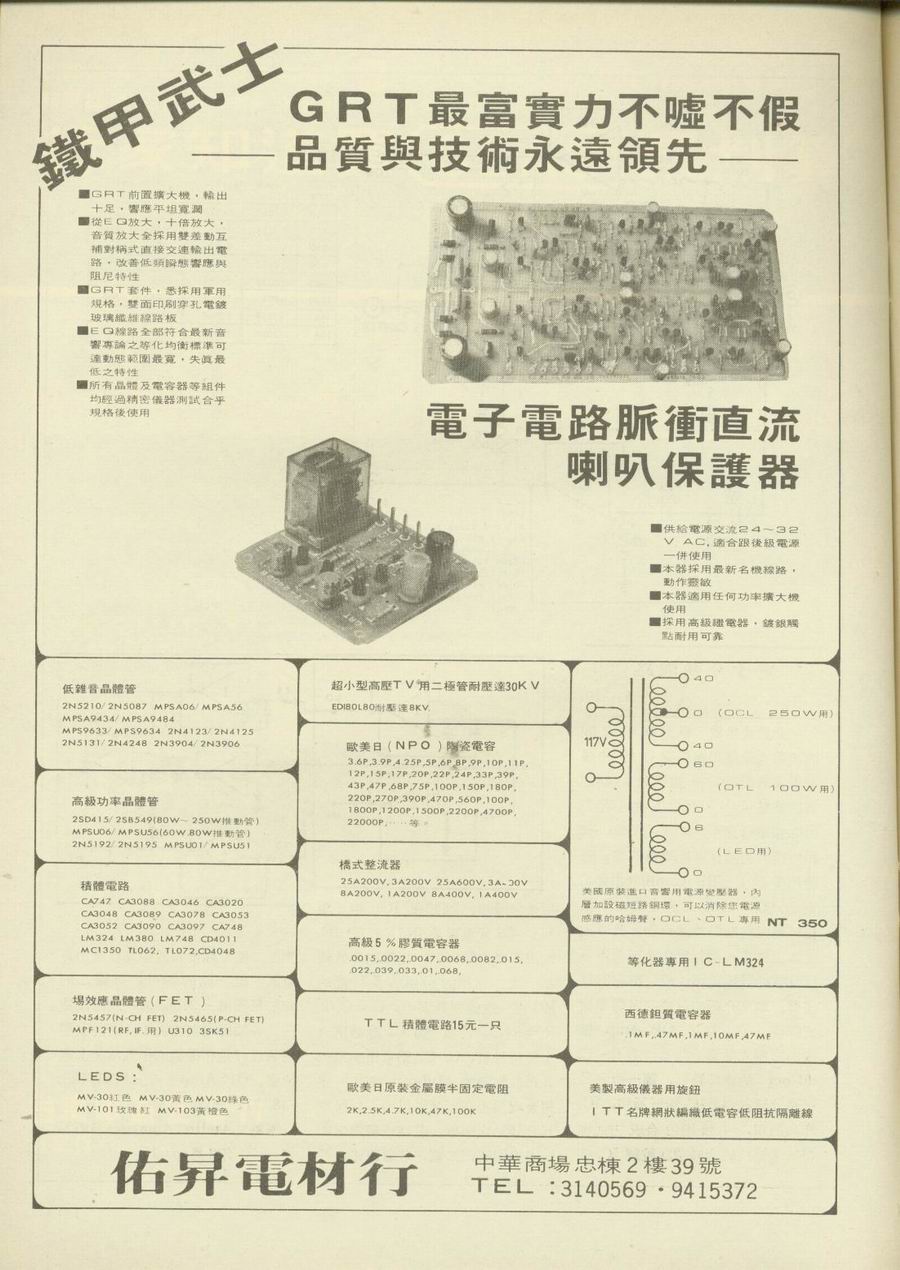 鐵甲武士
GRT最富實力不噓不假
品質與技術永遠領先
■GRT前置擴大機，輸出
十足，響應平坦寬濶
■從EQ放大，十倍放大，
音質放大全採用雙差動互
補對稱式直接交連輸出電
路，改善低頻瞬態響應與
阻尼特性
■GRT套件，悉採用軍用
規格，雙面印刷穿孔電鍍
玻璃纖維線路板
■EQ線路全部符合最新音
響專論之等化均衡標準可
達動態範圍最寬，失眞最
低之特性
■所有晶體及電容器等組件
均經過精密儀器測試合乎
規格後使用
電子電路脈衝直流
喇叭保護器
■供給電源交流24～32
V AC,適合跟後級電源
一併使用
■本器採用最新名機線路，
動作靈敏
■本器適用任何功率擴大機
使用
■採用高級繼電器，鍍銀觸
點耐用可靠
低雜音晶體管
2N5210/2N5087 MPSA06/MPSA56
MPSA9434/MPSA9484
MPS9633/MPS9634 2N4123/2N4125
2N5131/2N4248 2N3904/2N3906
高級功率晶體管
2SD415/2SB549(80W～250W推動管)
MPSU06/MPSU56(60W.80W推動管)
2N5192/2N5195 MPSU01/MPSU51
積體電路
CA747 CA3088 CA3046 CA3020
CA3048 CA3089 CA3078 CA3053
CA3052 CA3090 CA3097 CA748
LM324 LM380 LM748 CD4011
MC1350 TL062, TL072,CD4048
場效應晶體管(FET)
2N5457(N-CH FET) 2N5465(P-CH FET)
MPF121(RF,IF.用) U310 3SK51
LEDS：
MV-30紅色 MV-30黃色 MV-30綠色
MV-101玫瑰紅 MV-103黃橙色
超小型高壓TV用二極管耐壓達30KV
EDI80L80耐壓達8KV.
歐美日(NPO)陶瓷電容
3.6P,3.9P,4.25P,5P,6P,8P,9P,10P,11P,
12P,15P,17P,20P,22P,24P,33P,39P,
43P,47P,68P,75P,100P,150P,180P,
220P,270P,390P,470P,560P,100P,
1800P,1200P,1500P,2200P,4700P,
22000P,‥‥等。
橋式整流器
25A200V,3A200V 25A600V,3A-
8A200V, 1A200V 8A400V, 1A400V
高級5%膠質電容器
.0015,.0022,.0047,.0068,.0082,.015,
.022,.039,.033,.01,.068,
TTL積體電路15元一只
歐美日原裝金屬膜半固定電阻
2K,2.5K,4.7K,10K,47K,100K
117V
40
0 (OCL 250W用)
40
60
(OTL 100W用)
0
6
(LED用)
0
美國原裝進口音響用電源變壓器，內
層加設磁短路銅環，可以消除您電源
感應的哈姆聲，OCL、OTL專用 NT 350
等化器專用IC-LM324
西德鉭質電容器
.1MF,.47MF,1MF,10MF,47MF
美製高級儀器用旋鈕
ITT名牌網狀編織低電容低阻抗隔離線
佑昇電材行
中華商場忠棟2樓39號
TEL：3140569・9415372